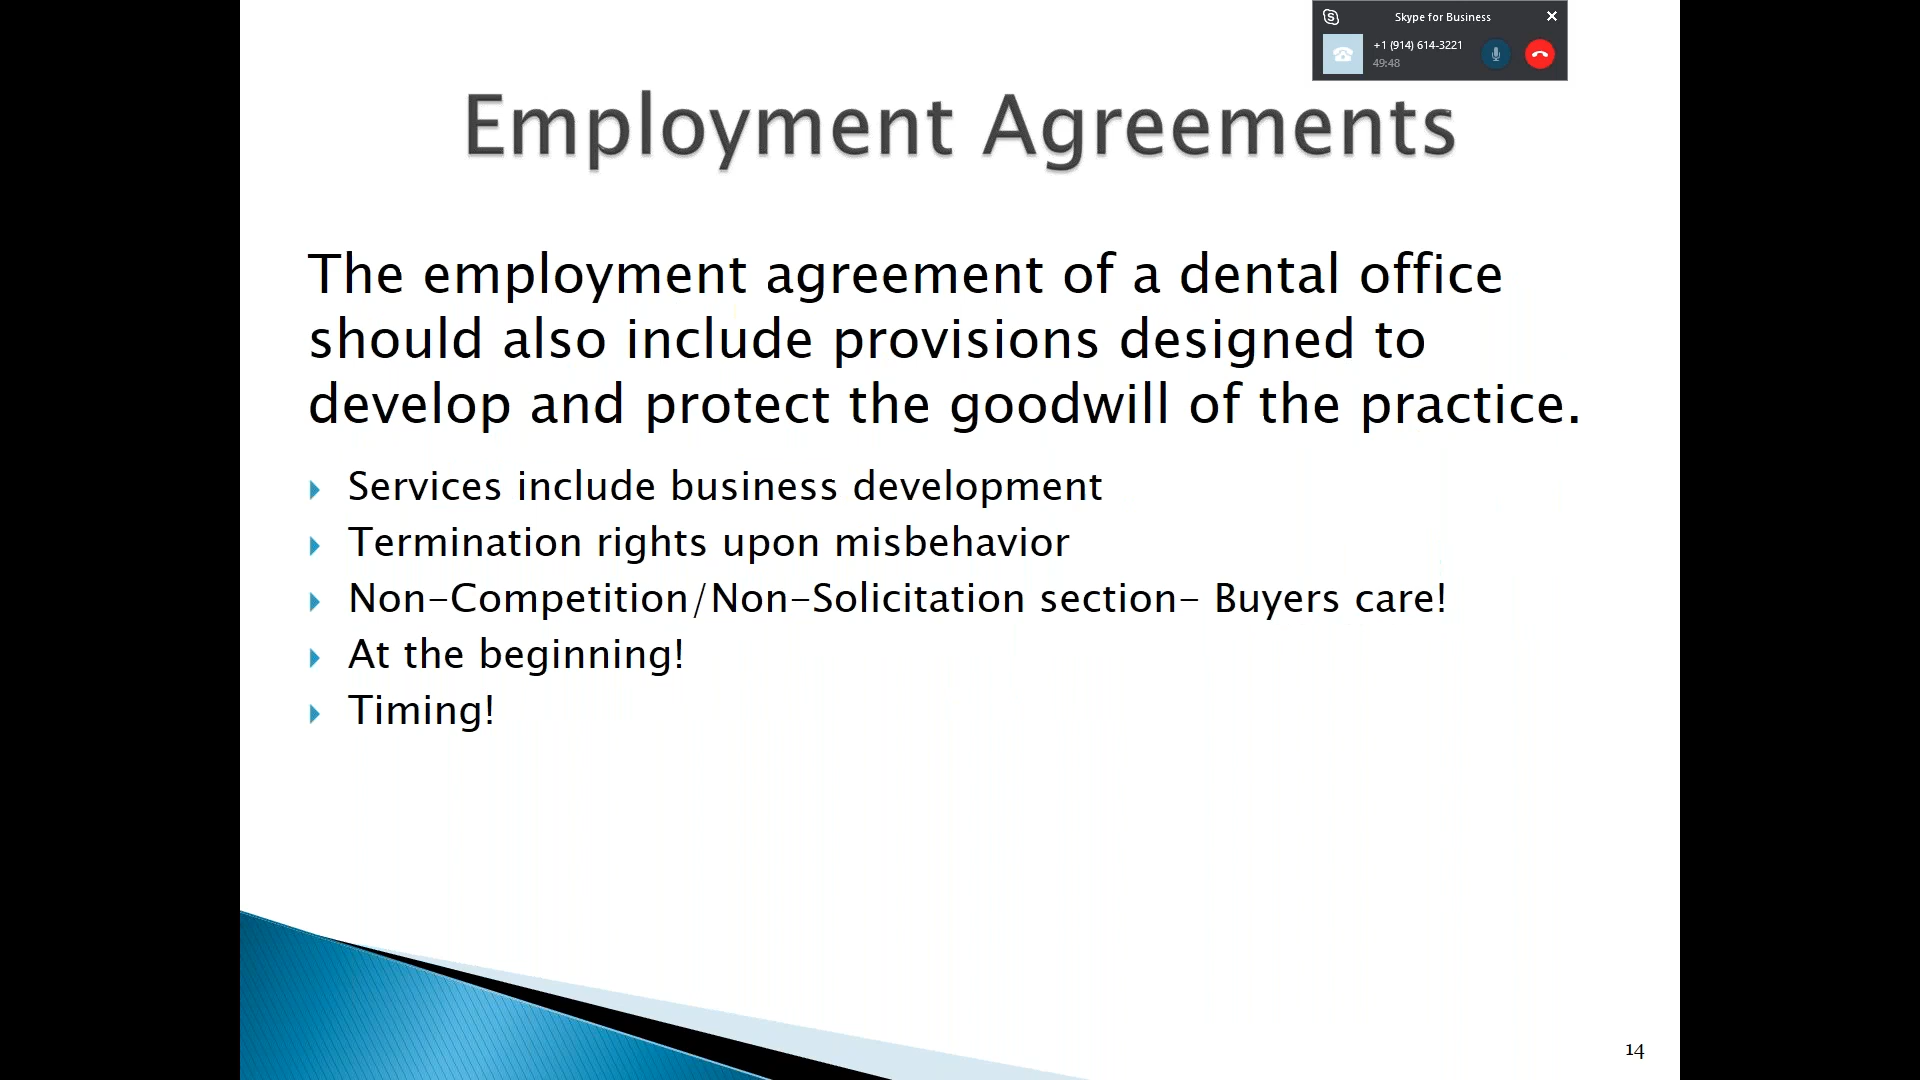 Skype for Business
+1 (914) 614-3221
49:48
Employment Agreements
The employment agreement of a dental office
should also include provisions designed to
develop and protect the goodwill of the practice.
Services include business development
Termination rights upon misbehavior
Non-Competition/Non-Solicitation section- Buyers care!
At the beginning!
Timing!
14